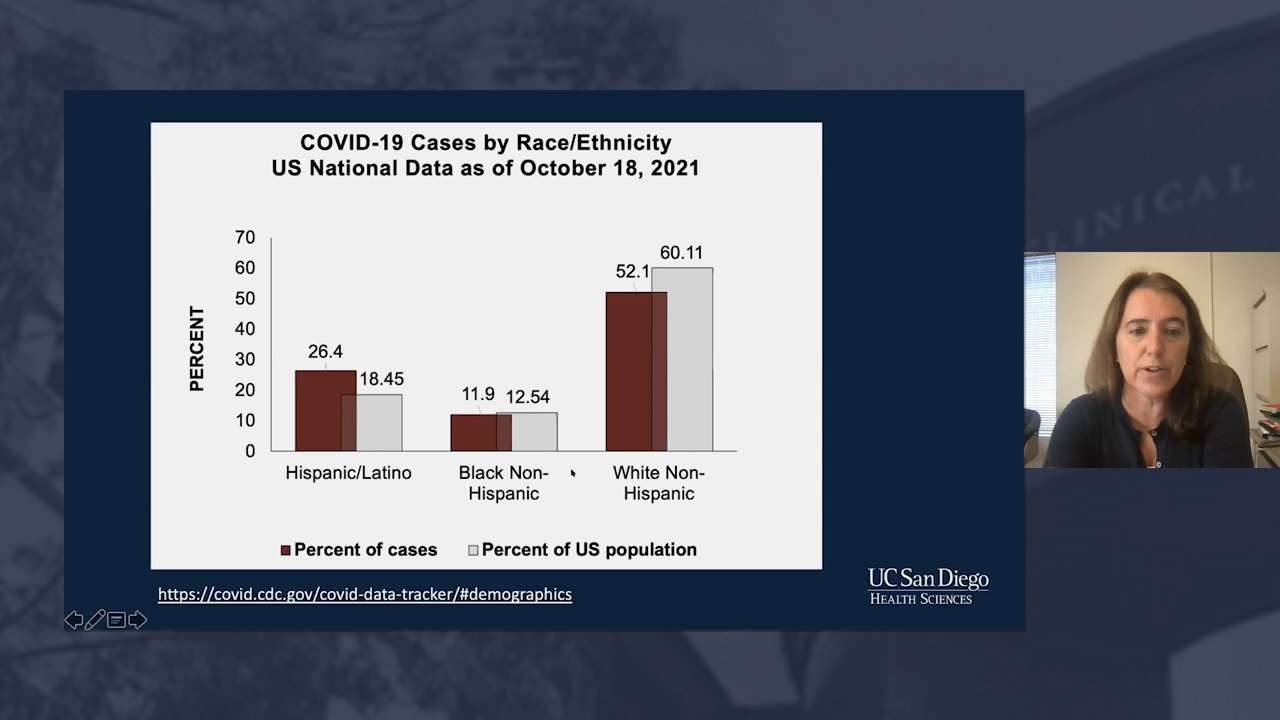 COVID-19 Cases by Race/Ethnicity
US National Data as of October 18, 2021
PERCENT
70
60
50
40
30
20
10
0
26.4
18.45
11.9
12.54
52.1
60.11
Hispanic/Latino
Black Non-
Hispanic
White Non-
Hispanic
Percent of cases
Percent of US population
https://covid.cdc.gov/covid-data-tracker/#demographics
UC San Diego
HEALTH SCIENCES
CLINICAL